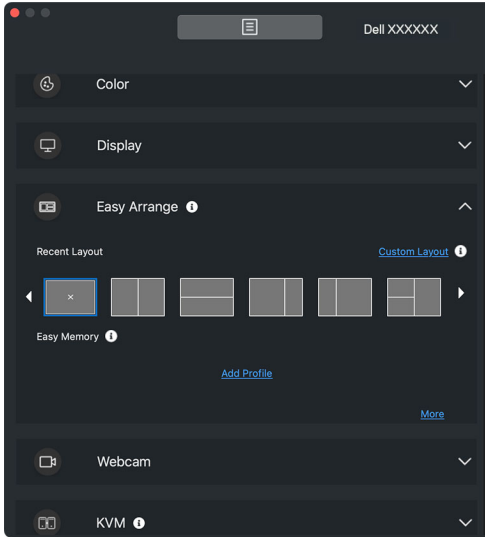 Dell XXXXXX
Color
Display
Easy Arrange
Recent Layout Custom Layout
Easy Memory
Add Profile
More
Webcam
KVM